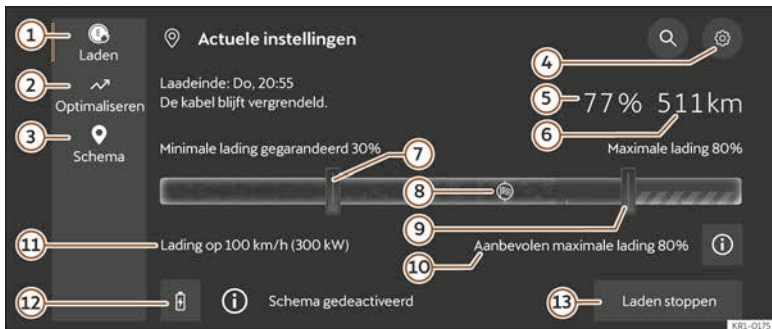 1
Laden
2
Optimaliseren
3
Schema
Actuele instellingen
4
Laadeinde: Do, 20:55
De kabel blijft vergrendeld.
5
77% 511km
6
Minimale lading gegarandeerd 30%
7
Maximale lading 80%
8
9
11
Lading op 100 km/h (300 kW)
10
Aanbevolen maximale lading 80%
12
Schema gedeactiveerd
13
Laden stoppen
KR1-0175